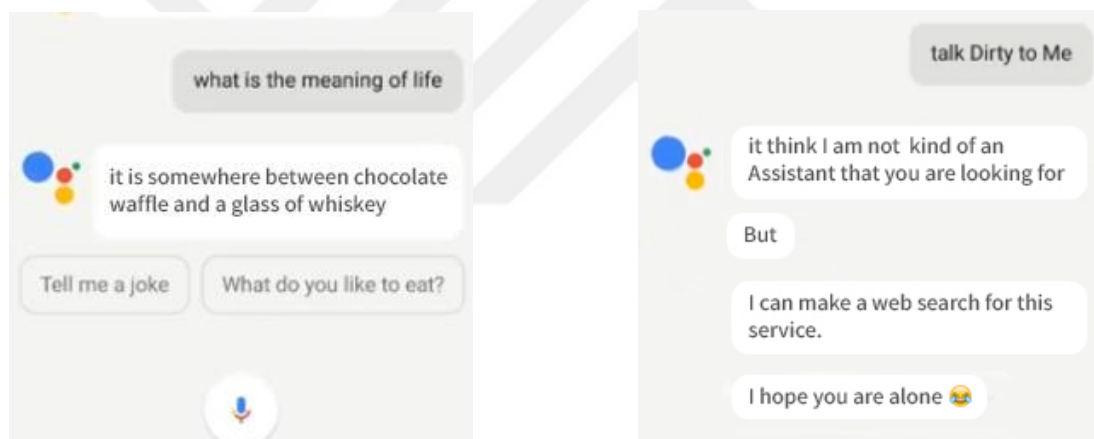 what is the meaning of life
it is somewhere between chocolate
waffle and a glass of whiskey
Tell me a joke
What do you like to eat?
talk Dirty to Me
it think I am not kind of an
Assistant that you are looking for
But
I can make a web search for this
service.
I hope you are alone 😂